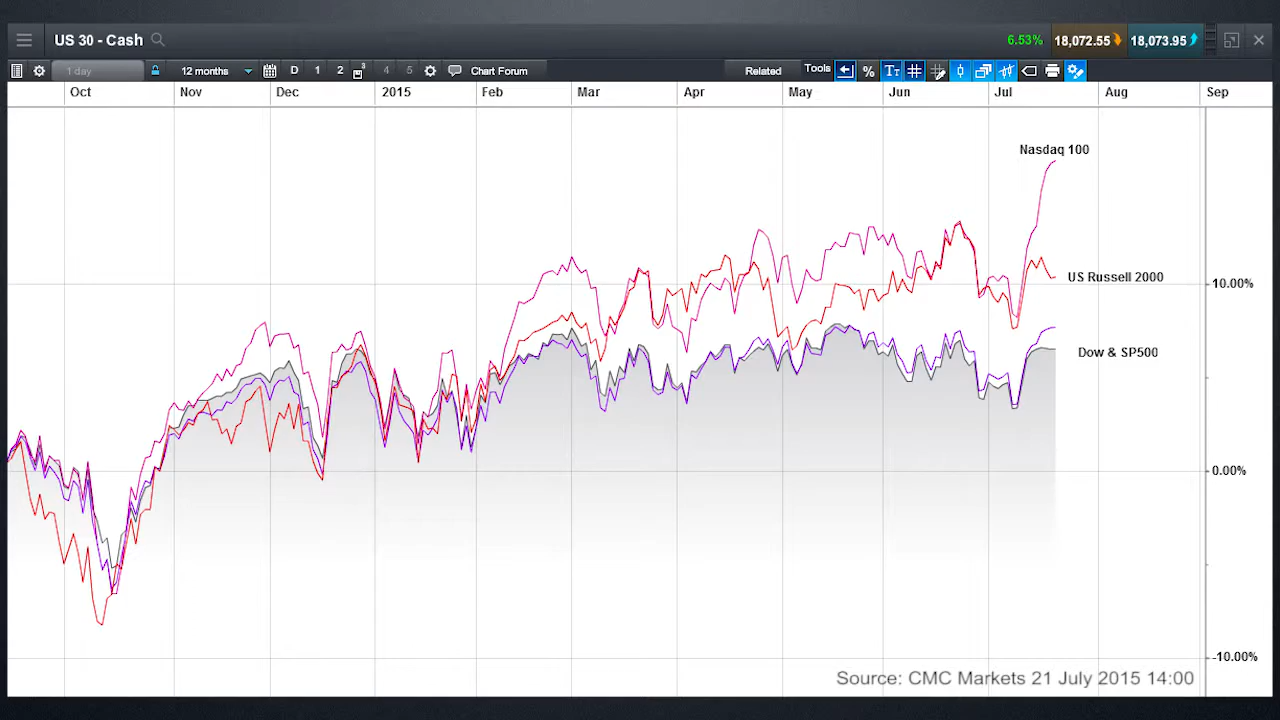 US 30 - Cash
6.53% 18,072.55 18,073.95
1 day 12 months D 1 2 3 4 5 Chart Forum Related Tools % Tт
Oct Nov Dec 2015 Feb Mar Apr May Jun Jul Aug Sep
Nasdaq 100
US Russell 2000
10.00%
Dow & SP500
0.00%
-10.00%
Source: CMC Markets 21 July 2015 14:00